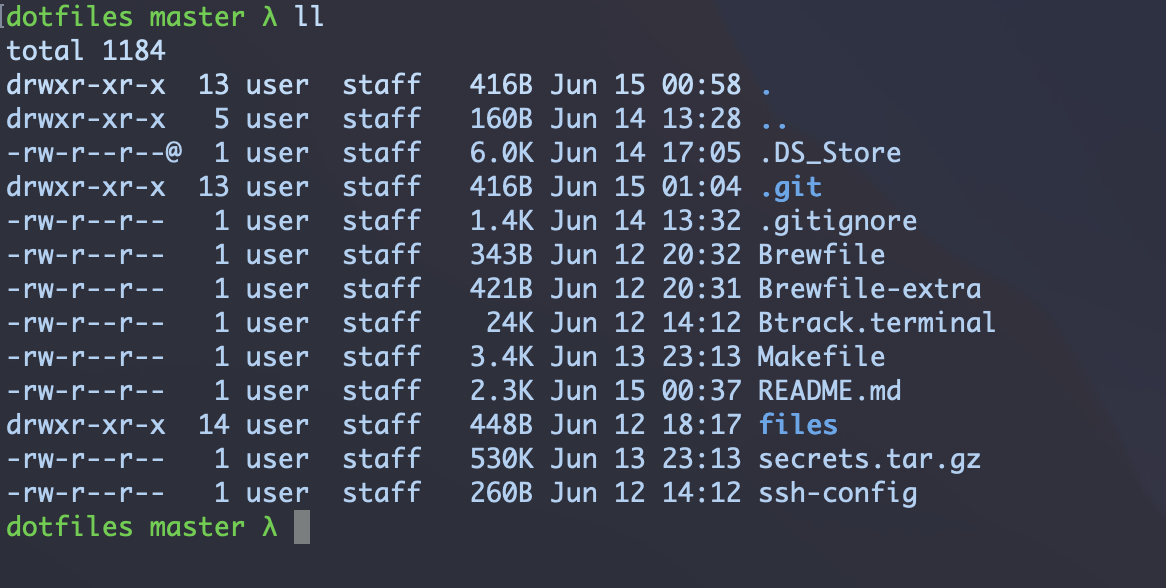 [dotfiles master λ ll
total 1184
drwxr-xr-x  13 user  staff   416B Jun 15 00:58 .
drwxr-xr-x   5 user  staff   160B Jun 14 13:28 ..
-rw-r--r--@  1 user  staff   6.0K Jun 14 17:05 .DS_Store
drwxr-xr-x  13 user  staff   416B Jun 15 01:04 .git
-rw-r--r--   1 user  staff   1.4K Jun 14 13:32 .gitignore
-rw-r--r--   1 user  staff   343B Jun 12 20:32 Brewfile
-rw-r--r--   1 user  staff   421B Jun 12 20:31 Brewfile-extra
-rw-r--r--   1 user  staff    24K Jun 12 14:12 Btrack.terminal
-rw-r--r--   1 user  staff   3.4K Jun 13 23:13 Makefile
-rw-r--r--   1 user  staff   2.3K Jun 15 00:37 README.md
drwxr-xr-x  14 user  staff   448B Jun 12 18:17 files
-rw-r--r--   1 user  staff   530K Jun 13 23:13 secrets.tar.gz
-rw-r--r--   1 user  staff   260B Jun 12 14:12 ssh-config
dotfiles master λ